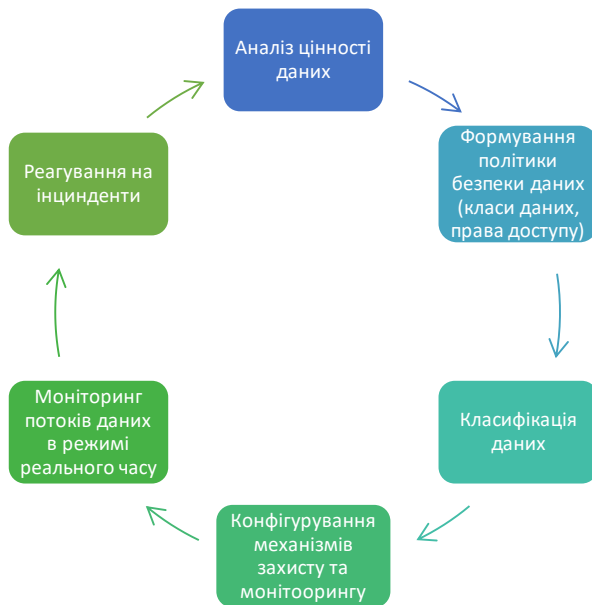 Аналіз цінності
даних
Формування
політики
безпеки даних
(класи даних,
права доступу)
Класифікація
даних
Конфігурування
механізмів
захисту та
монітоорингу
Моніторинг
потоків даних
в режимі
реального часу
Реагування на
інцинденти